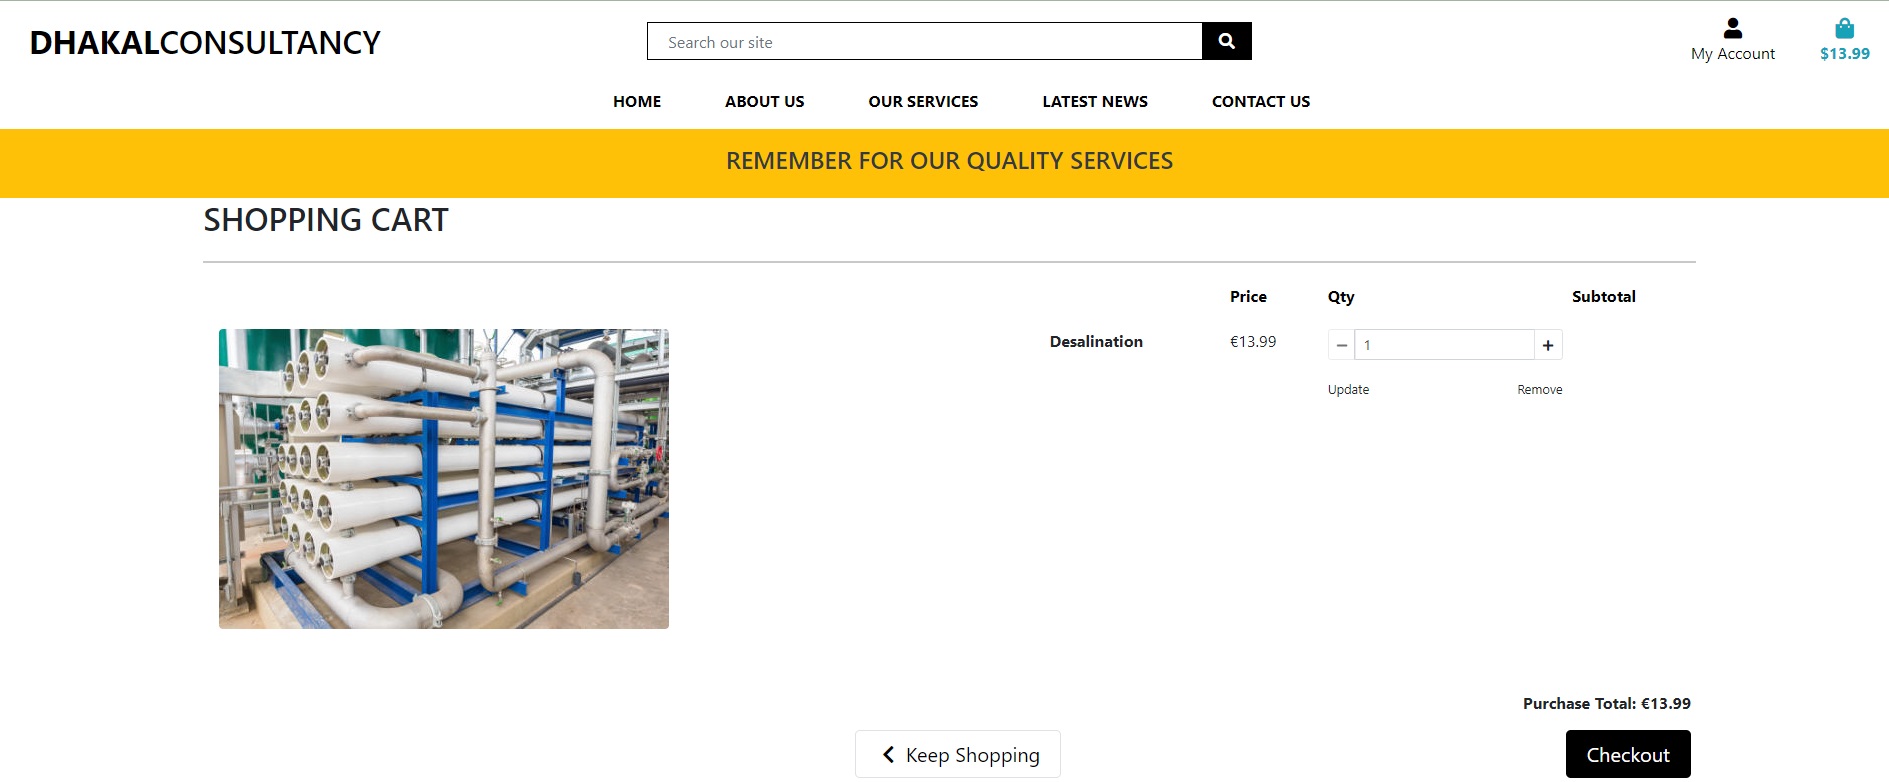 DHAKALCONSULTANCY
Search our site
My Account
$13.99
HOME ABOUT US OUR SERVICES LATEST NEWS CONTACT US
REMEMBER FOR OUR QUALITY SERVICES
SHOPPING CART
Price Qty Subtotal
Desalination €13.99 1
Update Remove
Purchase Total: €13.99
Keep Shopping
Checkout